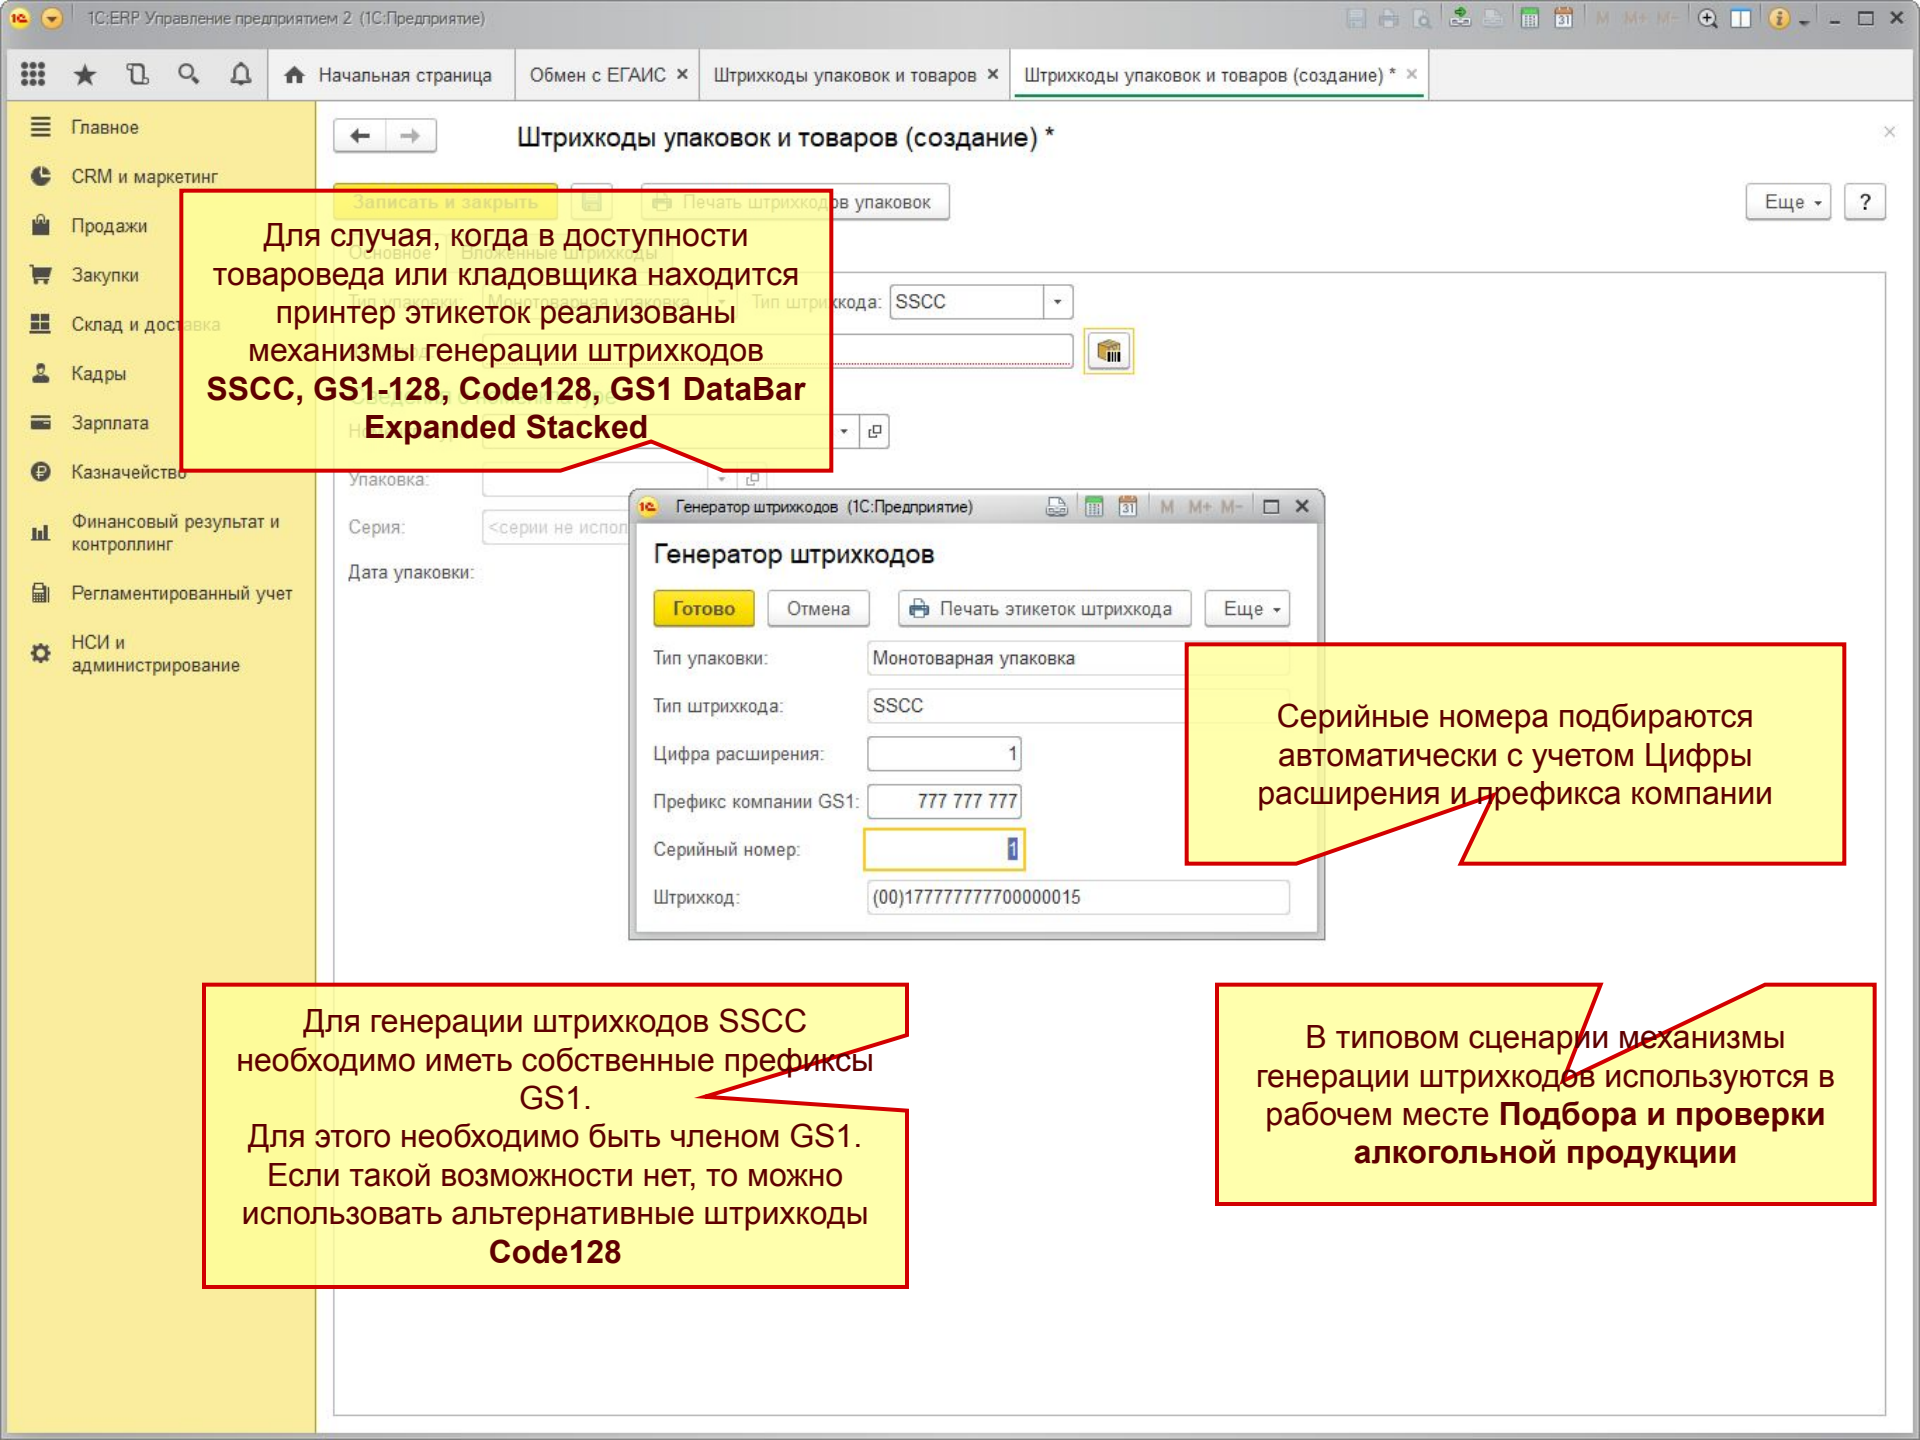 1С:ERP Управление предприятием 2 (1С:Предприятие)
M M+ M-
Начальная страница
Обмен с ЕГАИС
Штрихкоды упаковок и товаров
Штрихкоды упаковок и товаров (создание) *
Главное
CRM и маркетинг
Продажи
Закупки
Склад и доставка
Кадры
Зарплата
Казначейство
Финансовый результат и
контроллинг
Регламентированный учет
НСИ и
администрирование
Штрихкоды упаковок и товаров (создание) *
Записать и закрыть
Печать штрихкодов упаковок
Еще
?
Основное
Вложенные штрихкоды
Тип упаковки:
Монотоварная упаковка
Тип штрихкода:
SSCC
Упаковка:
Серия:
<серии не испол
Дата упаковки:
Для случая, когда в доступности
товароведа или кладовщика находится
принтер этикеток реализованы
механизмы генерации штрихкодов
SSCC, GS1-128, Code128, GS1 DataBar
Expanded Stacked
Генератор штрихкодов (1С:Предприятие)
M M+ M-
Генератор штрихкодов
Готово
Отмена
Печать этикеток штрихкода
Еще
Тип упаковки:
Монотоварная упаковка
Тип штрихкода:
SSCC
Цифра расширения:
1
Префикс компании GS1:
777 777 777
Серийный номер:
1
Штрихкод:
(00)177777777700000015
Серийные номера подбираются
автоматически с учетом Цифры
расширения и префикса компании
Для генерации штрихкодов SSCC
необходимо иметь собственные префиксы
GS1.
Для этого необходимо быть членом GS1.
Если такой возможности нет, то можно
использовать альтернативные штрихкоды
Code128
В типовом сценарии механизмы
генерации штрихкодов используются в
рабочем месте Подбора и проверки
алкогольной продукции